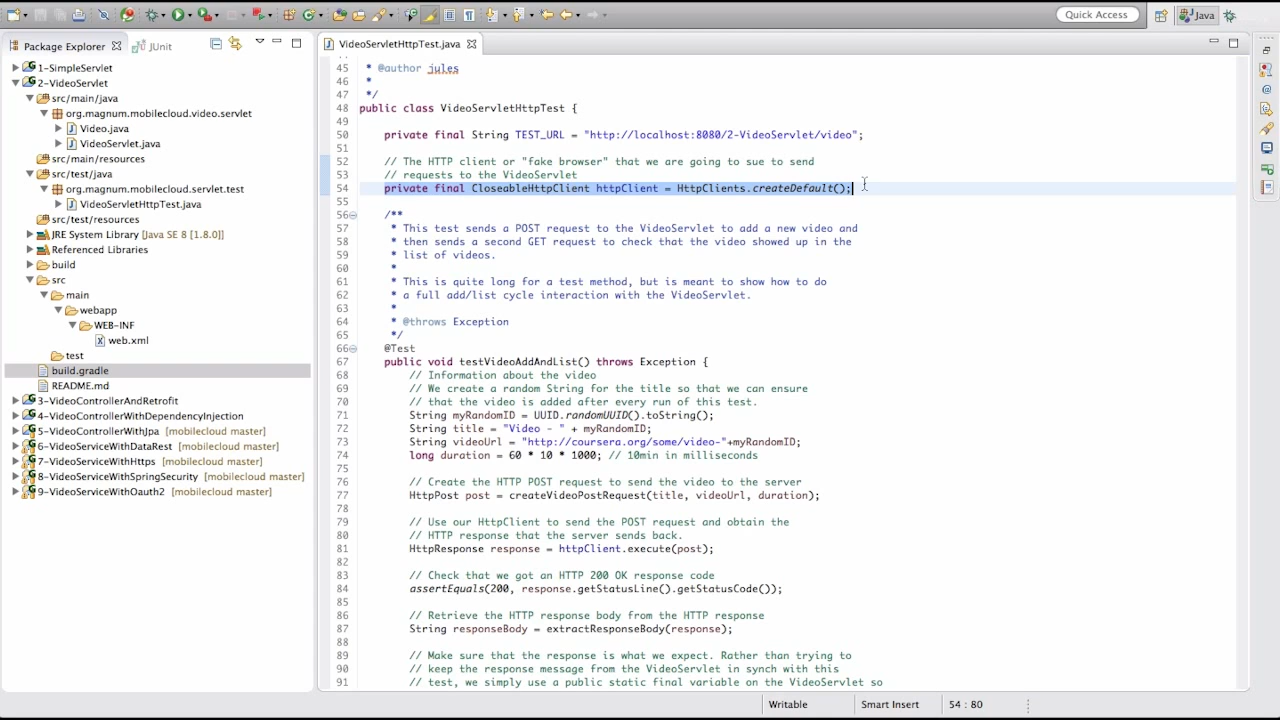 Quick Access
Java
Package Explorer
JUnit
1-SimpleServlet
2-VideoServlet
src/main/java
org.magnum.mobilecloud.video.servlet
Video.java
VideoServlet.java
src/main/resources
src/test/java
org.magnum.mobilecloud.servlet.test
VideoServletHttpTest.java
src/test/resources
JRE System Library [Java SE 8 [1.8.0]]
Referenced Libraries
build
src
main
webapp
WEB-INF
web.xml
test
build.gradle
README.md
3-VideoControllerAndRetrofit
4-VideoControllerWithDependencyInjection
5-VideoControllerWithJpa [mobilecloud master]
6-VideoServiceWithDataRest [mobilecloud master]
7-VideoServiceWithHttps [mobilecloud master]
8-VideoServiceWithSpringSecurity [mobilecloud master]
9-VideoServiceWithOauth2 [mobilecloud master]
VideoServletHttpTest.java
45 * @author jules
46 *
47 */
48 public class VideoServletHttpTest {
49
50 private final String TEST_URL = "http://localhost:8080/2-VideoServlet/video";
51
52 // The HTTP client or "fake browser" that we are going to sue to send
53 // requests to the VideoServlet
54 private final CloseableHttpClient httpClient = HttpClients.createDefault();
55
56 /**
57 * This test sends a POST request to the VideoServlet to add a new video and
58 * then sends a second GET request to check that the video showed up in the
59 * list of videos.
60 *
61 * This is quite long for a test method, but is meant to show how to do
62 * a full add/list cycle interaction with the VideoServlet.
63 *
64 * @throws Exception
65 */
66 @Test
67 public void testVideoAddAndList() throws Exception {
68 // Information about the video
69 // We create a random String for the title so that we can ensure
70 // that the video is added after every run of this test.
71 String myRandomID = UUID.randomUUID().toString();
72 String title = "Video - " + myRandomID;
73 String videoUrl = "http://coursera.org/some/video-"+myRandomID;
74 long duration = 60 * 10 * 1000; // 10min in milliseconds
75
76 // Create the HTTP POST request to send the video to the server
77 HttpPost post = createVideoPostRequest(title, videoUrl, duration);
78
79 // Use our HttpClient to send the POST request and obtain the
80 // HTTP response that the server sends back.
81 HttpResponse response = httpClient.execute(post);
82
83 // Check that we got an HTTP 200 OK response code
84 assertEquals(200, response.getStatusLine().getStatusCode());
85
86 // Retrieve the HTTP response body from the HTTP response
87 String responseBody = extractResponseBody(response);
88
89 // Make sure that the response is what we expect. Rather than trying to
90 // keep the response message from the VideoServlet in synch with this
91 // test, we simply use a public static final variable on the VideoServlet so
Writable
Smart Insert
54 : 80